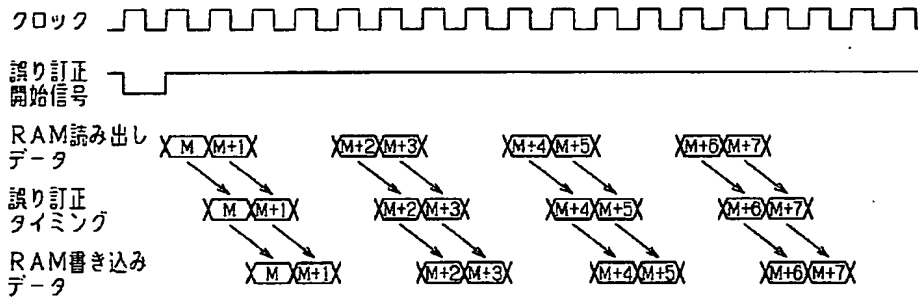 クロック
誤り訂正
開始信号
RAM読み出し
データ
M M+1 M+2 M+3 M+4 M+5 M+6 M+7
誤り訂正
タイミング
M M+1 M+2 M+3 M+4 M+5 M+6 M+7
RAM書き込み
データ
M M+1 M+2 M+3 M+4 M+5 M+6 M+7